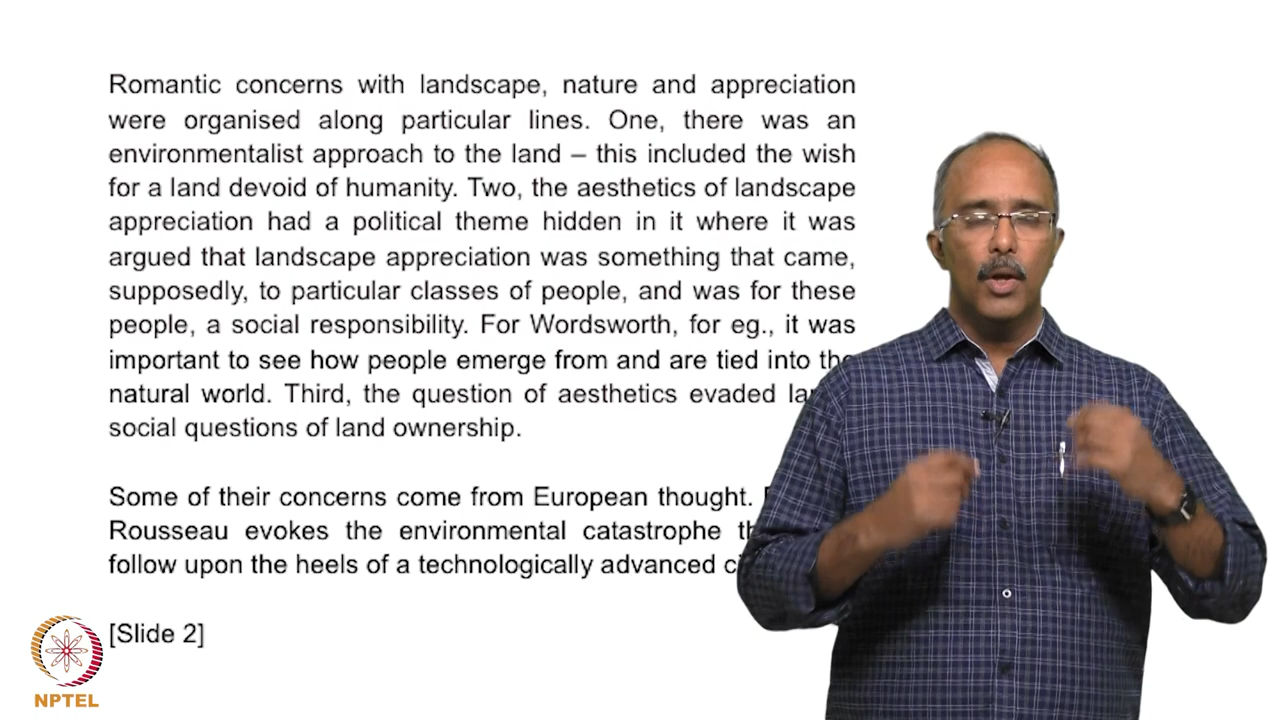 Romantic concerns with landscape, nature and appreciation
were organised along particular lines. One, there was an
environmentalist approach to the land – this included the wish
for a land devoid of humanity. Two, the aesthetics of landscape
appreciation had a political theme hidden in it where it was
argued that landscape appreciation was something that came,
supposedly, to particular classes of people, and was for these
people, a social responsibility. For Wordsworth, for eg., it was
important to see how people emerge from and are tied into the
natural world. Third, the question of aesthetics evaded
social questions of land ownership.
Some of their concerns come from European thought.
Rousseau evokes the environmental catastrophe
follow upon the heels of a technologically advanced
[Slide 2]
NPTEL